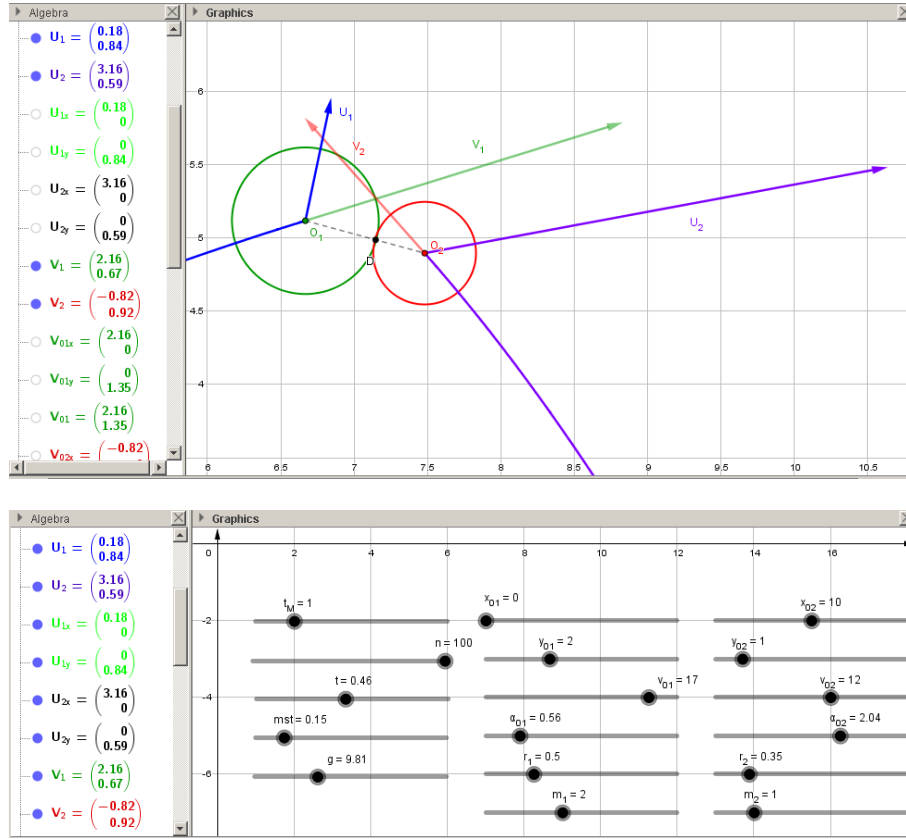 Algebra
Graphics
U1 = (0.18 0.84)
U2 = (3.16 0.59)
U1x = (0.18 0)
U1y = (0 0.84)
U2x = (3.16 0)
U2y = (0 0.59)
V1 = (2.16 0.67)
V2 = (−0.82 0.92)
V01x = (2.16 0)
V01y = (0 1.35)
V01 = (2.16 1.35)
V02x = (−0.82
6
5.5
5
4.5
4
U1
V2
V1
U2
O1
O2
D
6 6.5 7 7.5 8 8.5 9 9.5 10 10.5
Algebra
Graphics
U1 = (0.18 0.84)
U2 = (3.16 0.59)
U1x = (0.18 0)
U1y = (0 0.84)
U2x = (3.16 0)
U2y = (0 0.59)
V1 = (2.16 0.67)
V2 = (−0.82 0.92)
0 2 4 6 8 10 12 14 16
-2
-4
-6
tM = 1
n = 100
t = 0.46
mst = 0.15
g = 9.81
x01 = 0
y01 = 2
v01 = 17
α01 = 0.56
r1 = 0.5
m1 = 2
x02 = 10
y02 = 1
v02 = 12
α02 = 2.04
r2 = 0.35
m2 = 1